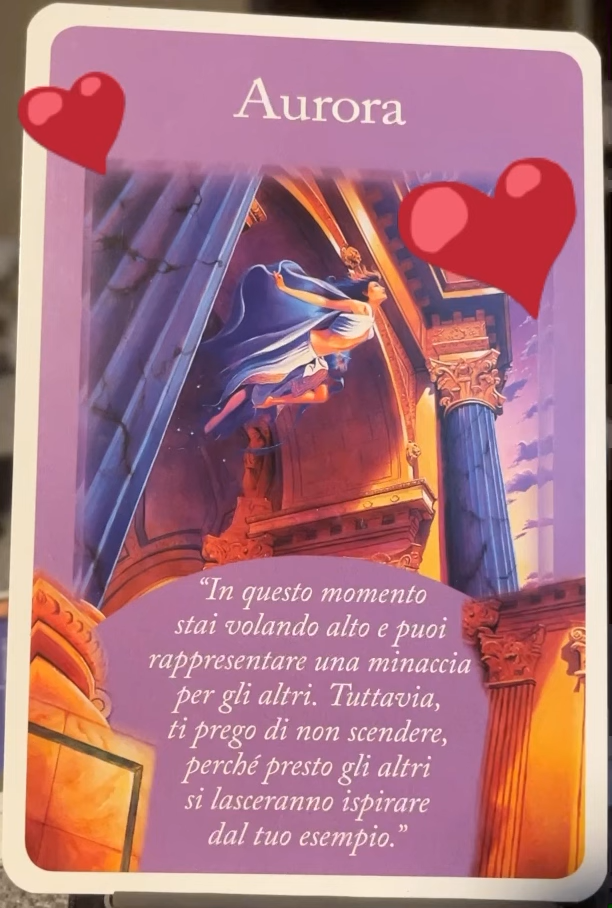 Aurora
“In questo momento
stai volando alto e puoi
rappresentare una minaccia
per gli altri. Tuttavia,
ti prego di non scendere,
perché presto gli altri
si lasceranno ispirare
dal tuo esempio.”